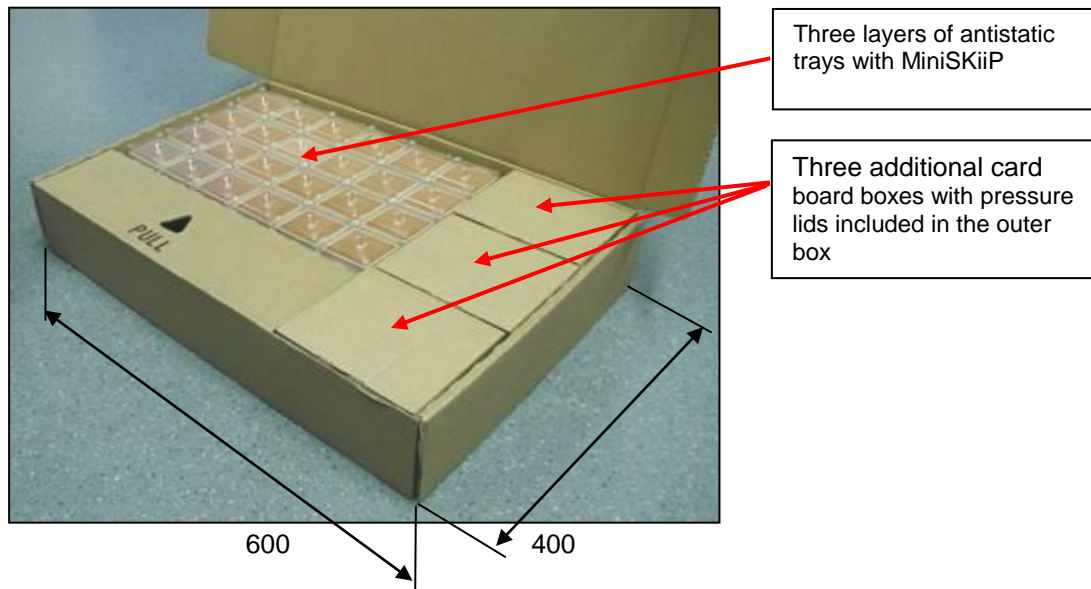 Three layers of antistatic
trays with MiniSKiiP
Three additional card
board boxes with pressure
lids included in the outer
box
PULL
600
400